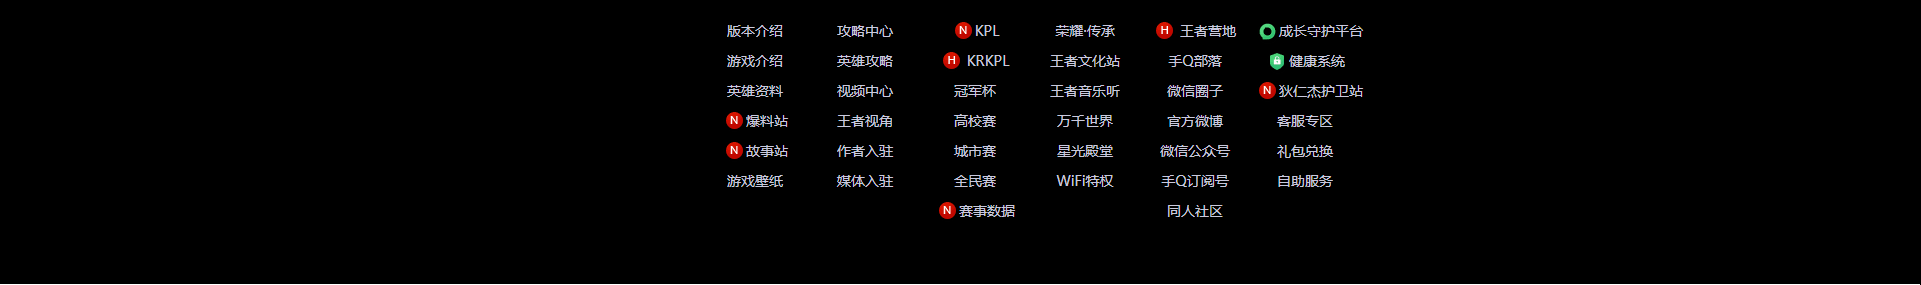 版本介绍 攻略中心 N KPL 荣耀·传承 H 王者营地 成长守护平台
游戏介绍 英雄攻略 H KRKPL 王者文化站 手Q部落 健康系统
英雄资料 视频中心 冠军杯 王者音乐听 微信圈子 N 狄仁杰护卫站
N 爆料站 王者视角 高校赛 万千世界 官方微博 客服专区
N 故事站 作者入驻 城市赛 星光殿堂 微信公众号 礼包兑换
游戏壁纸 媒体入驻 全民赛 WiFi特权 手Q订阅号 自助服务
N 赛事数据 同人社区